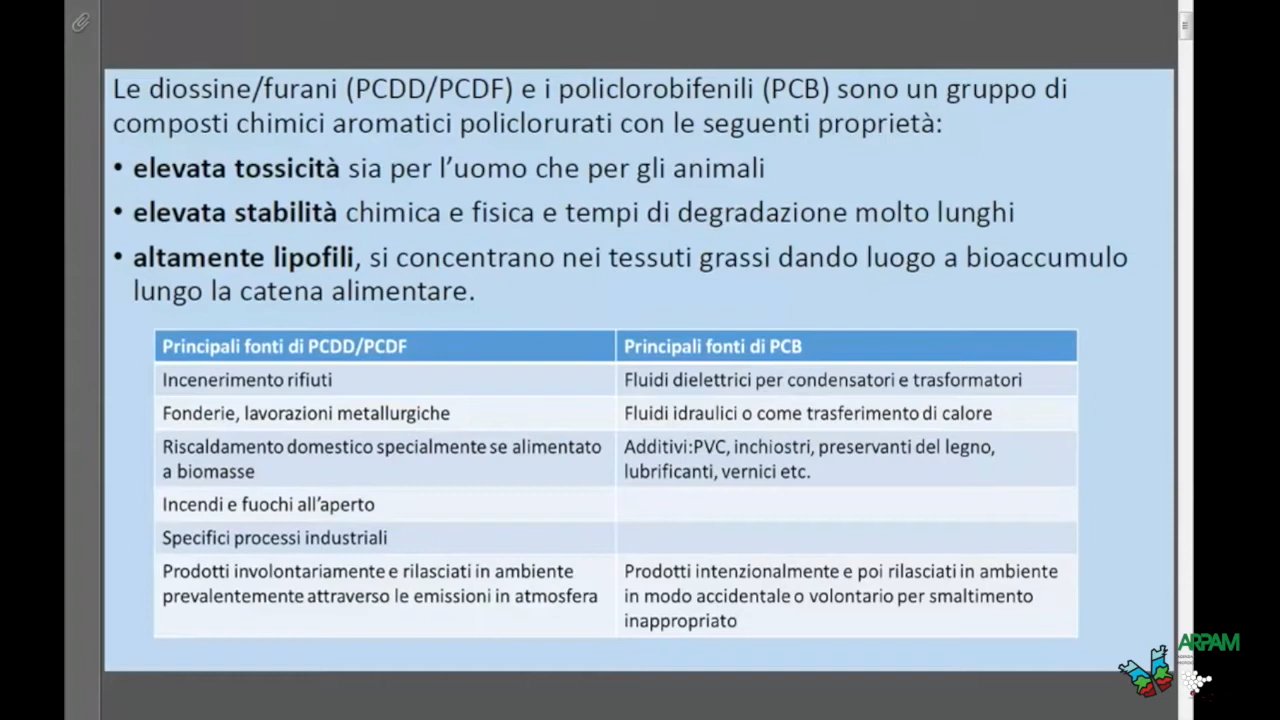 Le diossine/furani (PCDD/PCDF) e i policlorobifenili (PCB) sono un gruppo di
composti chimici aromatici policlorurati con le seguenti proprietà:
• elevata tossicità sia per l'uomo che per gli animali
• elevata stabilità chimica e fisica e tempi di degradazione molto lunghi
• altamente lipofili, si concentrano nei tessuti grassi dando luogo a bioaccumulo
lungo la catena alimentare.
Principali fonti di PCDD/PCDF
Principali fonti di PCB
Incenerimento rifiuti
Fluidi dielettrici per condensatori e trasformatori
Fonderie, lavorazioni metallurgiche
Fluidi idraulici o come trasferimento di calore
Riscaldamento domestico specialmente se alimentato
a biomasse
Additivi:PVC, inchiostri, preservanti del legno,
lubrificanti, vernici etc.
Incendi e fuochi all'aperto
Specifici processi industriali
Prodotti involontariamente e rilasciati in ambiente
prevalentemente attraverso le emissioni in atmosfera
Prodotti intenzionalmente e poi rilasciati in ambiente
in modo accidentale o volontario per smaltimento
inappropriato
ARPAM